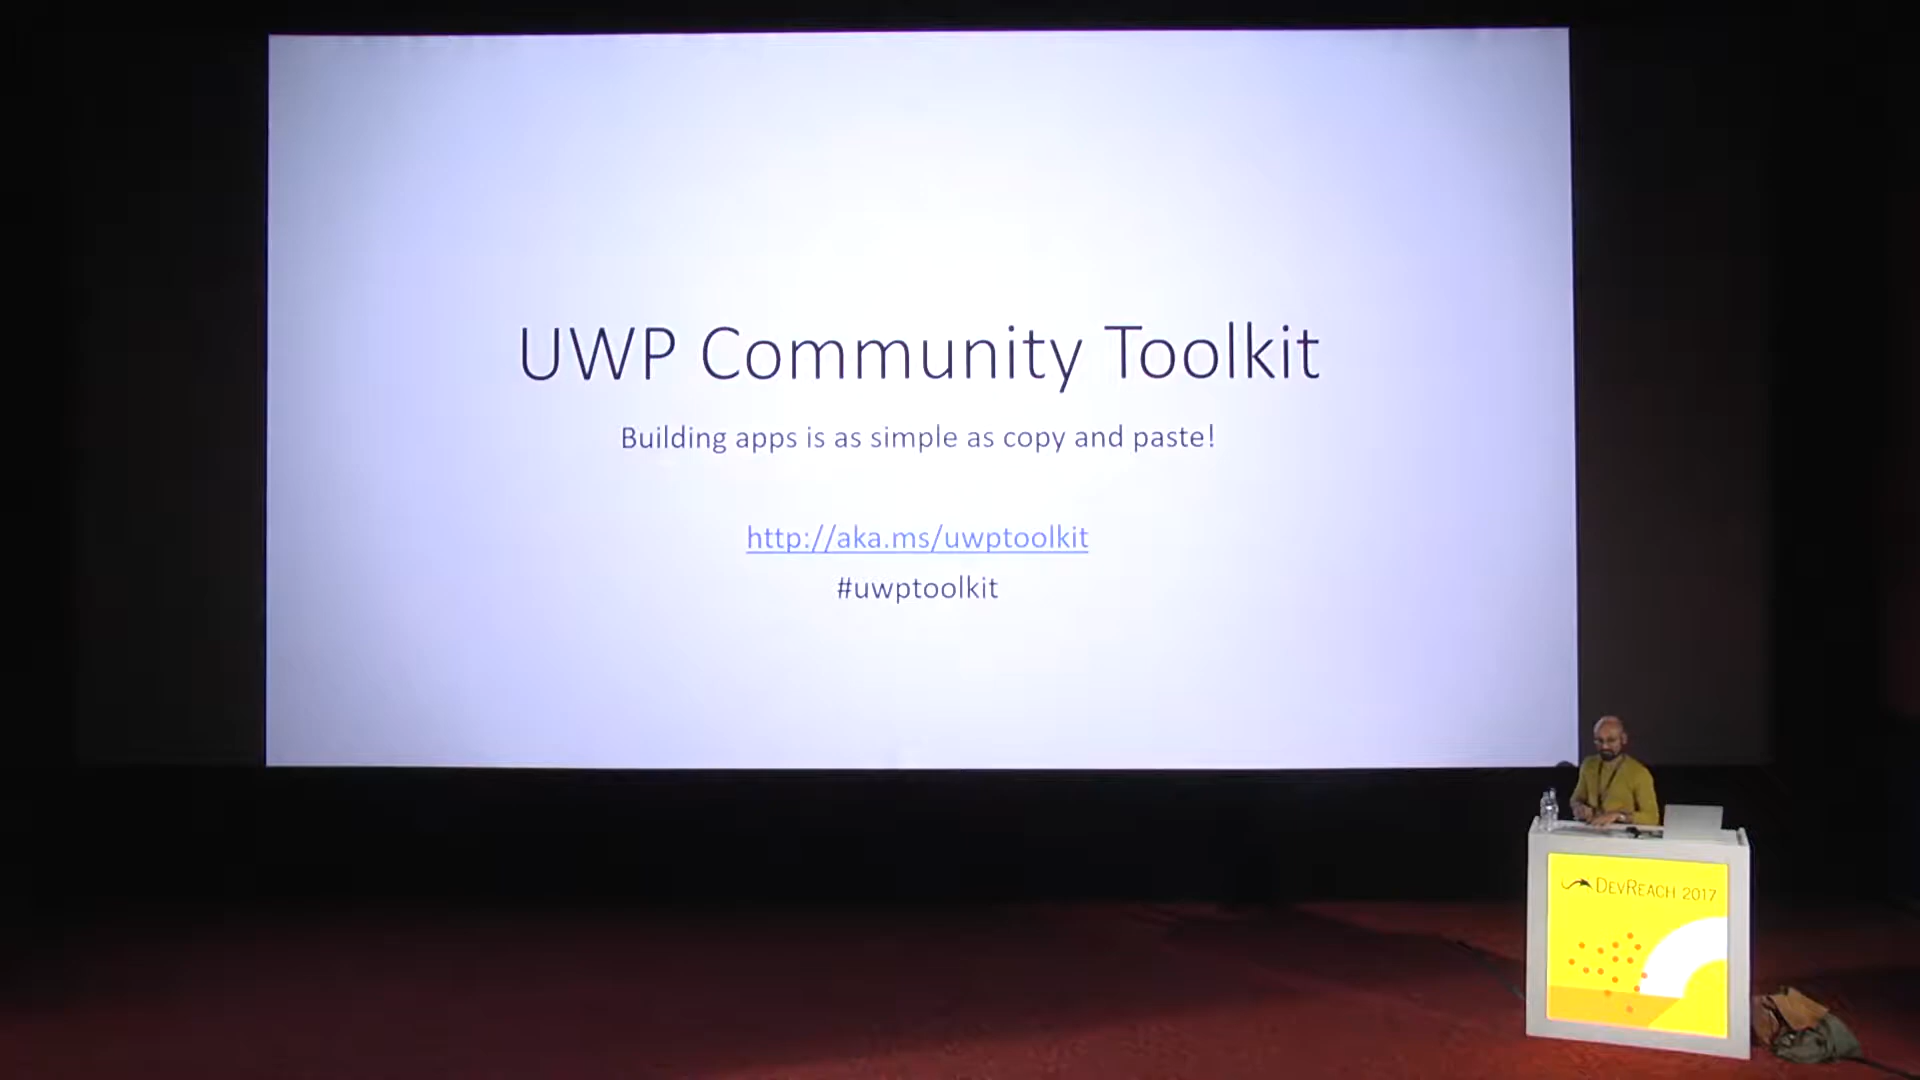 UWP Community Toolkit
Building apps is as simple as copy and paste!
http://aka.ms/uwptoolkit
#uwptoolkit
DEVREACH 2017